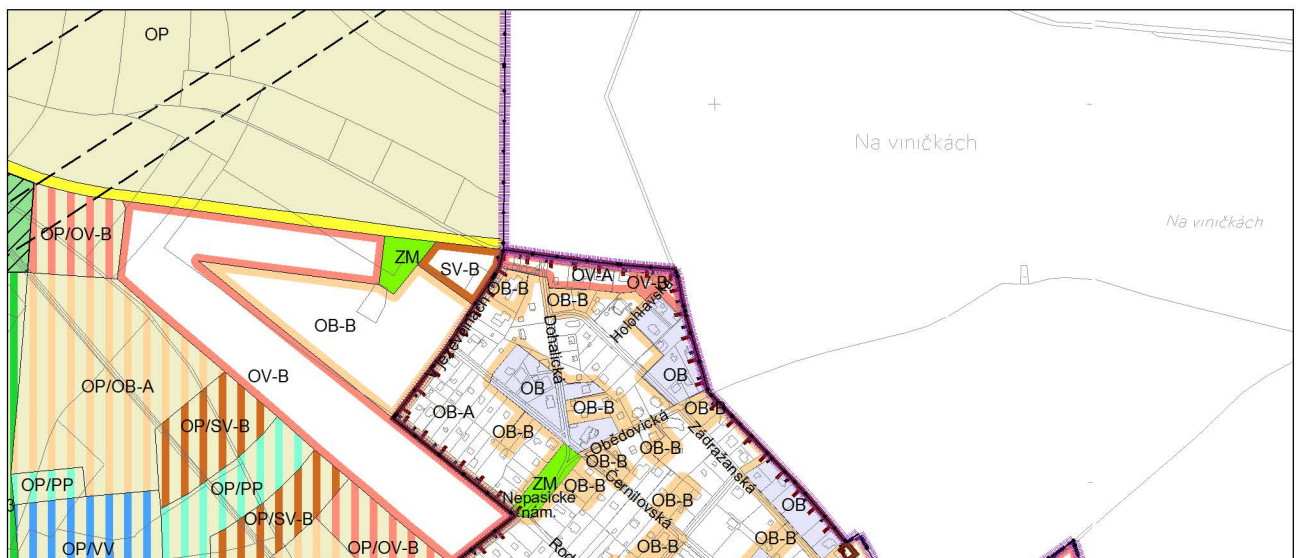 OP
Na viničkách
Na viničkách
OP/OV-B
ZM
SV-B
OV-A
OV-B
OB-B
OB-B
Holohlavská
Dohalická
OB-B
OV-B
OP/OB-A
OB
OB
OB-A
OB-B
OB-B
Obědovická
OB-B
OB-B
Zádražanská
OP/SV-B
OB-B
ZM
OB-B
Černilovská
OB-B
OB
Nepasické
nám.
OP/PP
OP/PP
3
OP/SV-B
OP/VV
OP/OV-B
OB-B
OB-B